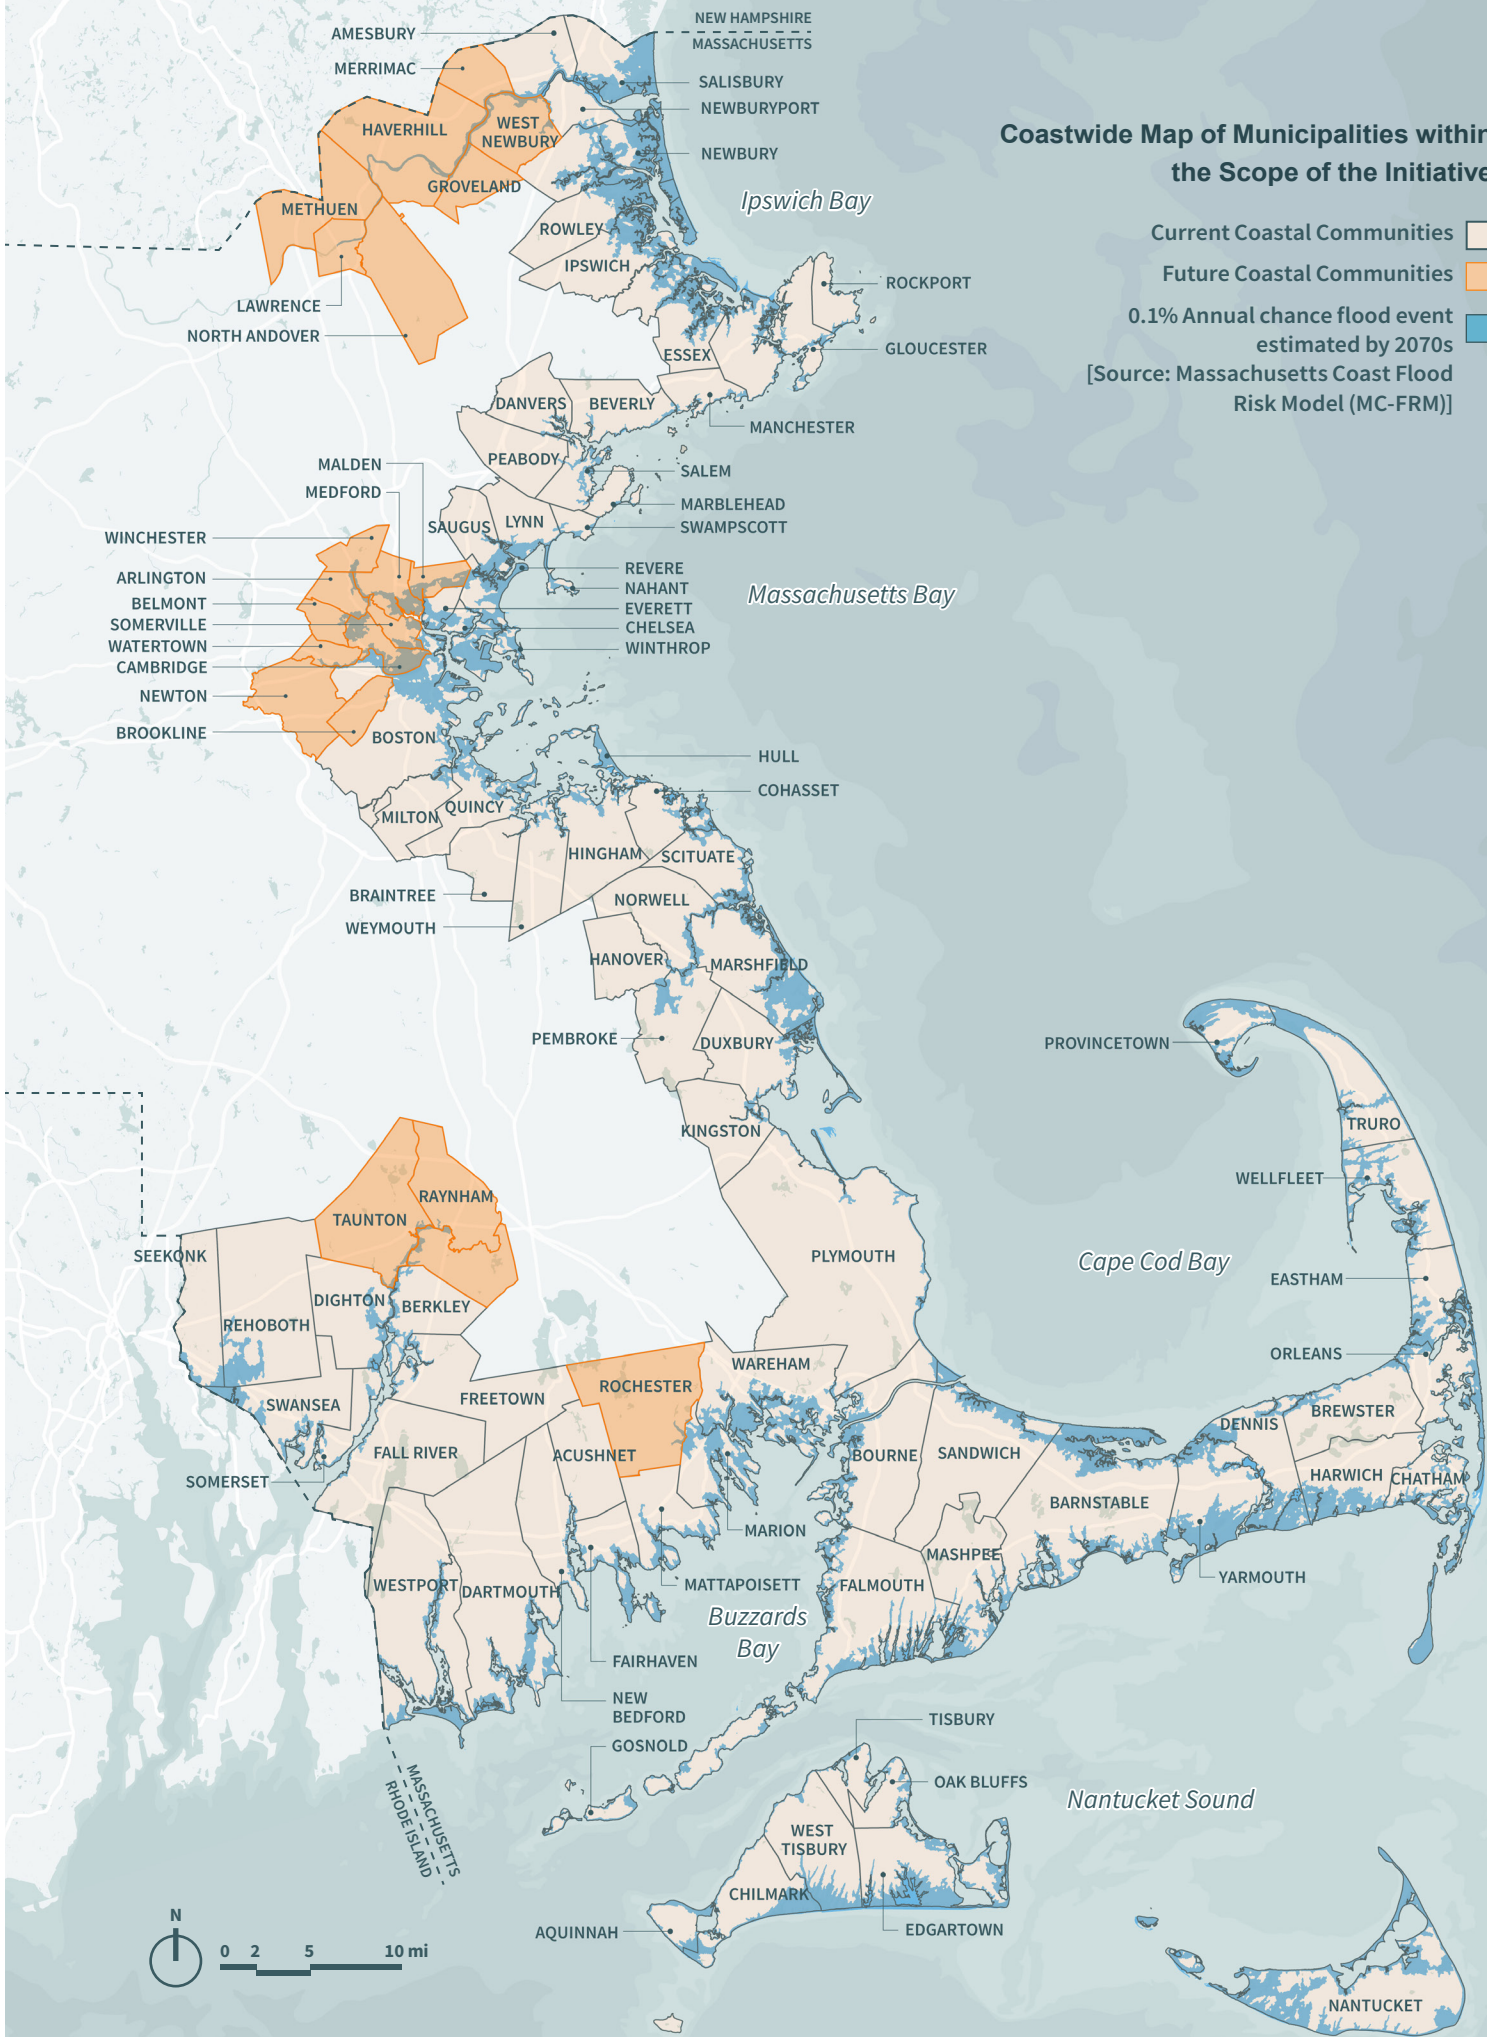 NEW HAMPSHIRE
MASSACHUSETTS
AMESBURY
MERRIMAC
SALISBURY
NEWBURYPORT
HAVERHILL
WEST
NEWBURY
NEWBURY
GROVELAND
METHUEN
Ipswich Bay
ROWLEY
IPSWICH
LAWRENCE
NORTH ANDOVER
ROCKPORT
ESSEX
GLOUCESTER
Coastwide Map of Municipalities within
the Scope of the Initiative
Current Coastal Communities
Future Coastal Communities
0.1% Annual chance flood event
estimated by 2070s
[Source: Massachusetts Coast Flood
Risk Model (MC-FRM)]
DANVERS
BEVERLY
MANCHESTER
PEABODY
SALEM
MALDEN
MEDFORD
MARBLEHEAD
SAUGUS
LYNN
SWAMPSCOTT
WINCHESTER
ARLINGTON
BELMONT
SOMERVILLE
WATERTOWN
CAMBRIDGE
NEWTON
BROOKLINE
REVERE
NAHANT
EVERETT
CHELSEA
WINTHROP
Massachusetts Bay
BOSTON
HULL
COHASSET
MILTON
QUINCY
HINGHAM
SCITUATE
BRAINTREE
NORWELL
WEYMOUTH
HANOVER
MARSHFIELD
PEMBROKE
DUXBURY
KINGSTON
PROVINCETOWN
TRURO
WELLFLEET
RAYNHAM
TAUNTON
SEEKONK
PLYMOUTH
Cape Cod Bay
EASTHAM
DIGHTON
BERKLEY
REHOBOTH
ORLEANS
WAREHAM
ROCHESTER
FREETOWN
SWANSEA
BREWSTER
DENNIS
FALL RIVER
ACUSHNET
BOURNE
SANDWICH
HARWICH
CHATHAM
SOMERSET
BARNSTABLE
MARION
MASHPEE
YARMOUTH
WESTPORT
DARTMOUTH
MATTAPOISETT
FALMOUTH
Buzzards
Bay
FAIRHAVEN
NEW
BEDFORD
GOSNOLD
TISBURY
OAK BLUFFS
Nantucket Sound
MASSACHUSETTS
RHODE ISLAND
WEST
TISBURY
CHILMARK
AQUINNAH
EDGARTOWN
NANTUCKET
N
0 2 5 10 mi